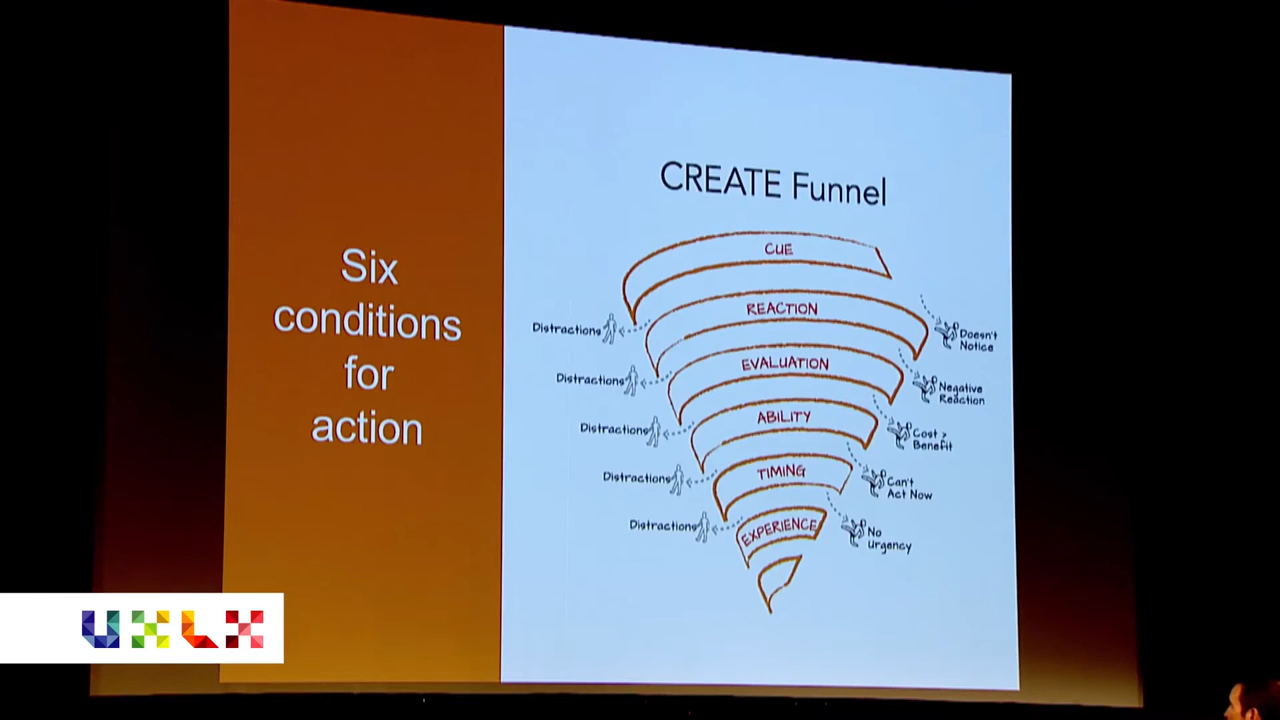 Six
conditions
for
action
CREATE Funnel
CUE
REACTION
Distractions
Doesn't
Notice
EVALUATION
Distractions
Negative
Reaction
ABILITY
Distractions
Cost >
Benefit
TIMING
Distractions
Can't
Act Now
EXPERIENCE
Distractions
No
Urgency
UXLX